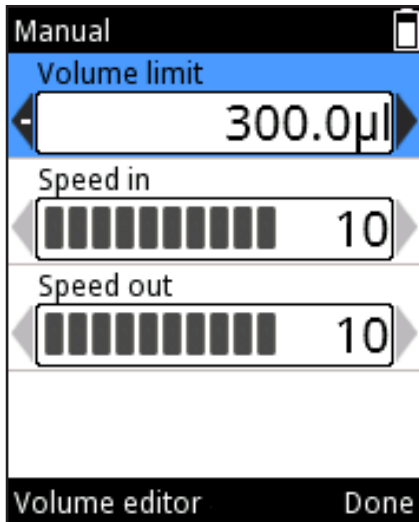 Manual
Volume limit
- 300.0µl
Speed in
10
Speed out
10
Volume editor Done